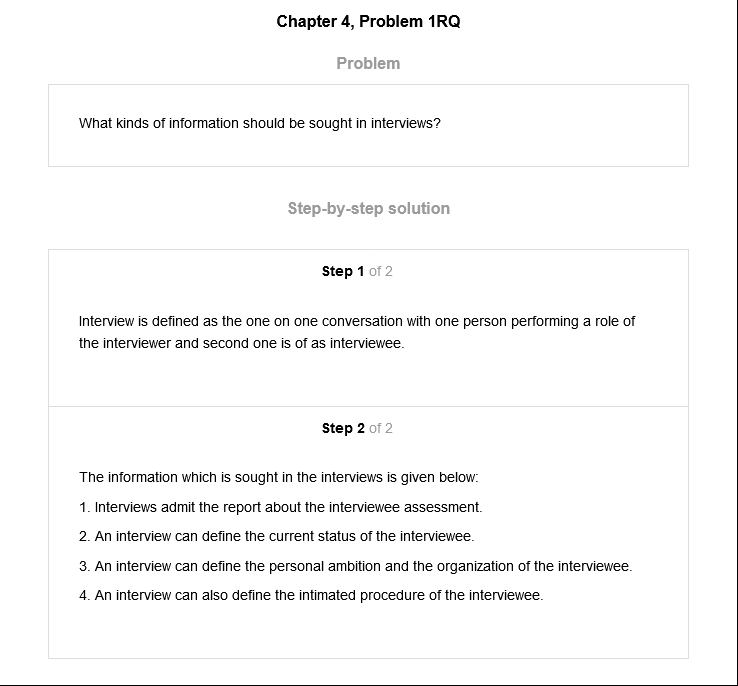 Chapter 4, Problem 1RQ
Problem
What kinds of information should be sought in interviews?
Step-by-step solution
Step 1 of 2
Interview is defined as the one on one conversation with one person performing a role of
the interviewer and second one is of as interviewee.
Step 2 of 2
The information which is sought in the interviews is given below:
1. Interviews admit the report about the interviewee assessment.
2. An interview can define the current status of the interviewee.
3. An interview can define the personal ambition and the organization of the interviewee.
4. An interview can also define the intimated procedure of the interviewee.